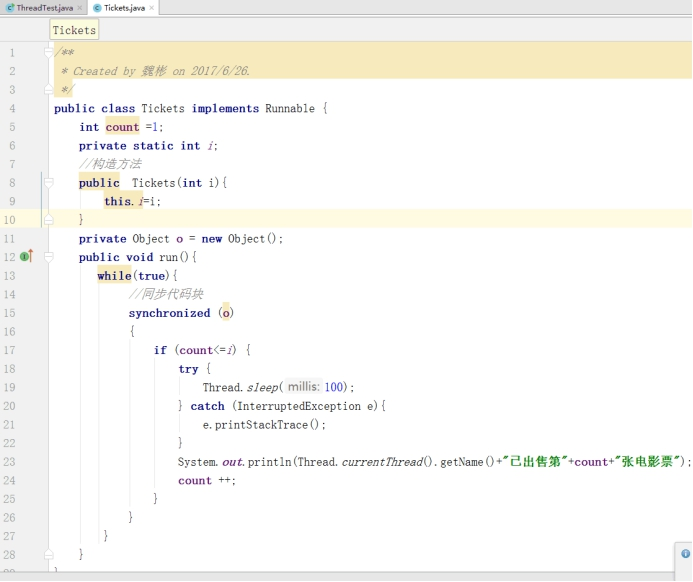 ThreadTest.java
Tickets.java
Tickets
1 /**
2 * Created by 魏彬 on 2017/6/26.
3 */
4 public class Tickets implements Runnable {
5 int count =1;
6 private static int i;
7 //构造方法
8 public Tickets(int i){
9 this.i=i;
10 }
11 private Object o = new Object();
12 public void run(){
13 while(true){
14 //同步代码块
15 synchronized (o)
16 {
17 if (count<=i) {
18 try {
19 Thread.sleep( millis: 100);
20 } catch (InterruptedException e){
21 e.printStackTrace();
22 }
23 System.out.println(Thread.currentThread().getName()+"已出售第"+count+"张电影票");
24 count ++;
25 }
26 }
27 }
28 }